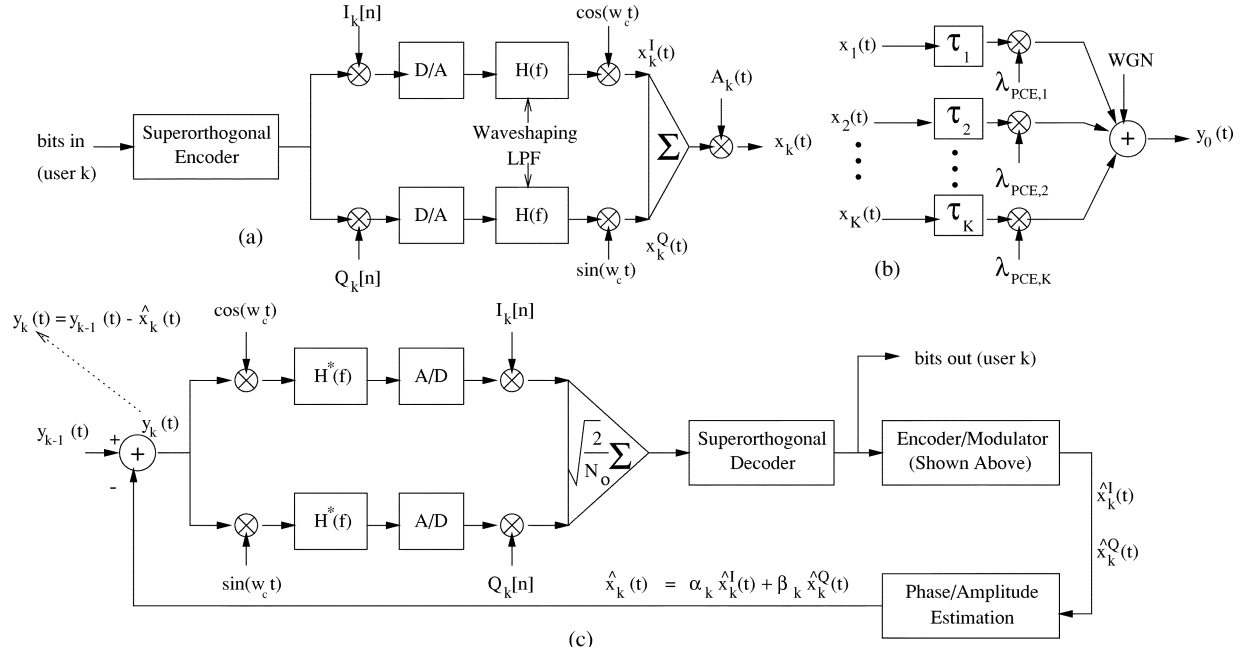 I_k[n]
cos(w_c t)
D/A
H(f)
x_k^I(t)
A_k(t)
bits in
(user k)
Superorthogonal
Encoder
Waveshaping
LPF
Σ
x_k(t)
D/A
H(f)
x_k^Q(t)
(a)
Q_k[n]
sin(w_c t)
x_1(t)
τ_1
λ_PCE,1
WGN
x_2(t)
τ_2
λ_PCE,2
+
y_0 (t)
x_K(t)
τ_K
λ_PCE,K
(b)
y_k (t) = y_k-1 (t) - x̂_k (t)
cos(w_c t)
I_k[n]
H*(f)
A/D
bits out (user k)
y_k-1 (t)
+
+
-
y_k (t)
√2/N_o Σ
Superorthogonal
Decoder
Encoder/Modulator
(Shown Above)
x̂_k^I(t)
x̂_k^Q(t)
H*(f)
A/D
sin(w_c t)
Q_k[n]
x̂_k (t) = α_k x̂_k^I(t) + β_k x̂_k^Q(t)
Phase/Amplitude
Estimation
(c)